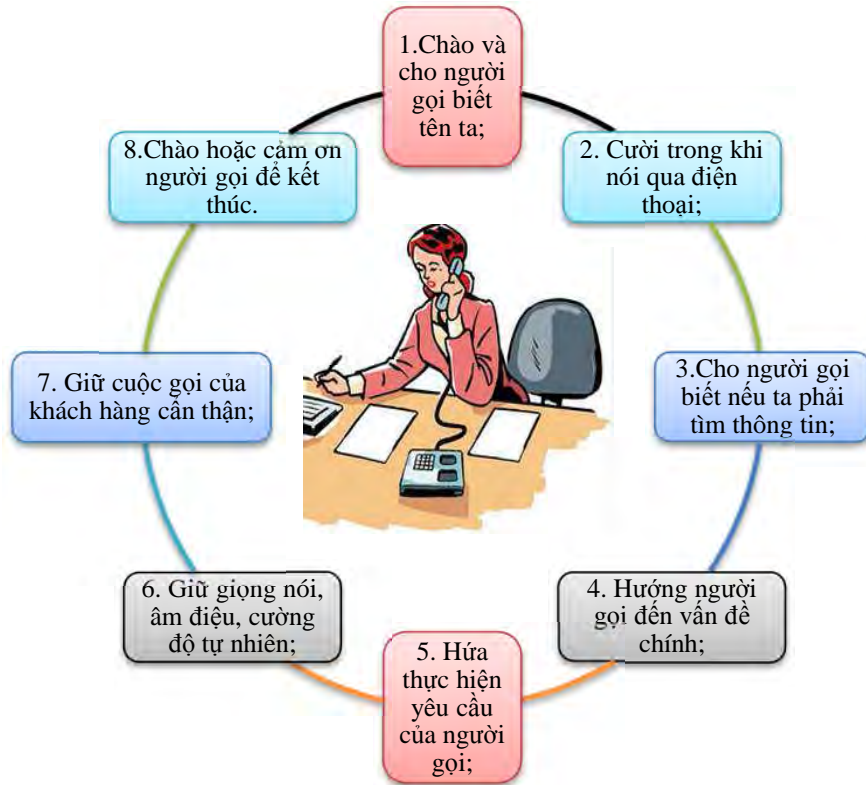 1.Chào và
cho người
gọi biết
tên ta;
2. Cười trong khi
nói qua điện
thoại;
3.Cho người gọi
biết nếu ta phải
tìm thông tin;
4. Hướng người
gọi đến vấn đề
chính;
5. Hứa
thực hiện
yêu cầu
của người
gọi;
6. Giữ giọng nói,
âm điệu, cường
độ tự nhiên;
7. Giữ cuộc gọi của
khách hàng cẩn thận;
8.Chào hoặc cảm ơn
người gọi để kết
thúc.